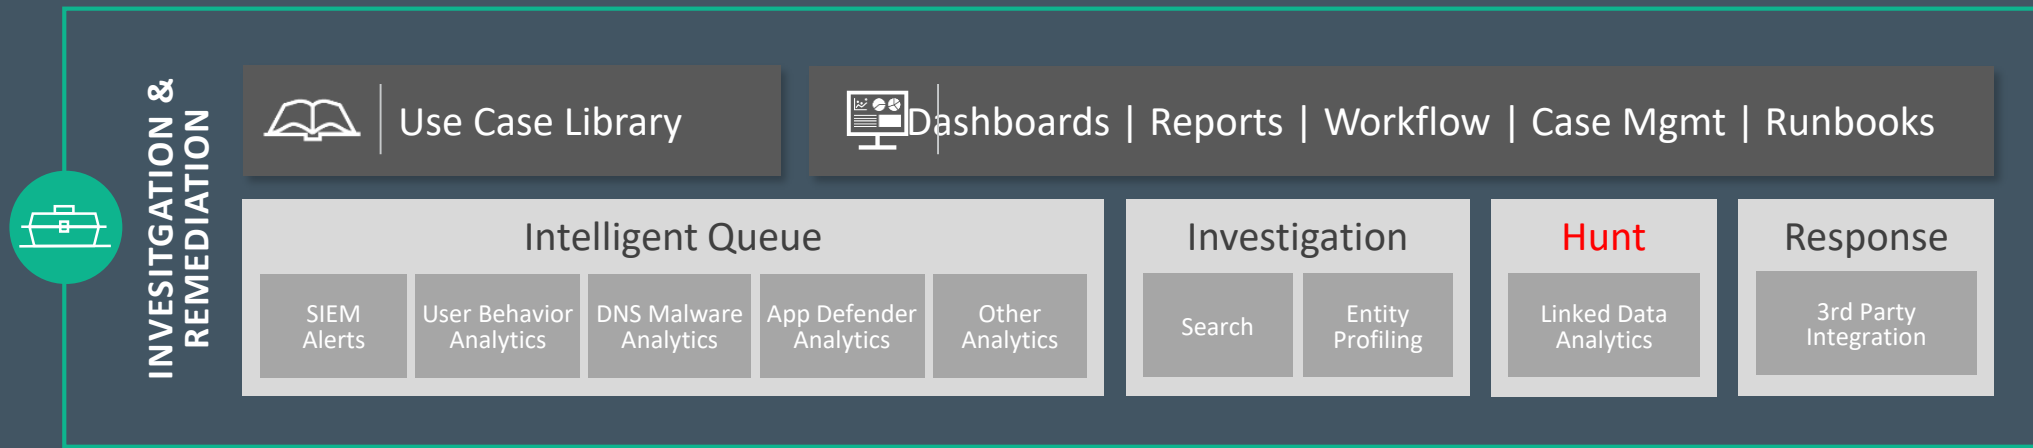 INVESITGATION &
REMEDIATION
Use Case Library
Dashboards | Reports | Workflow | Case Mgmt | Runbooks
Intelligent Queue
SIEM
Alerts
User Behavior
Analytics
DNS Malware
Analytics
App Defender
Analytics
Other
Analytics
Investigation
Search
Entity
Profiling
Hunt
Linked Data
Analytics
Response
3rd Party
Integration